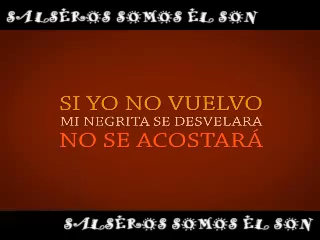 SALSEROS SOMOS EL SON
SI YO NO VUELVO
MI NEGRITA SE DESVELARA
NO SE ACOSTARÁ
SALSEROS SOMOS EL SON